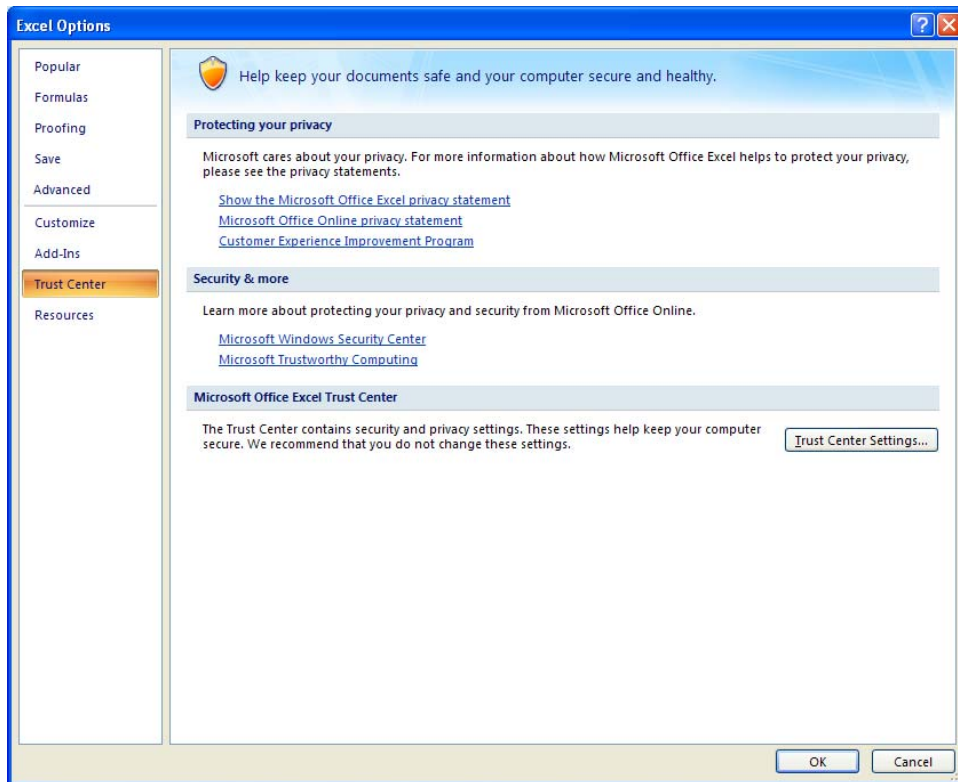 Excel Options
Popular
Formulas
Proofing
Save
Advanced
Customize
Add-Ins
Trust Center
Resources
Help keep your documents safe and your computer secure and healthy.
Protecting your privacy
Microsoft cares about your privacy. For more information about how Microsoft Office Excel helps to protect your privacy,
please see the privacy statements.
Show the Microsoft Office Excel privacy statement
Microsoft Office Online privacy statement
Customer Experience Improvement Program
Security & more
Learn more about protecting your privacy and security from Microsoft Office Online.
Microsoft Windows Security Center
Microsoft Trustworthy Computing
Microsoft Office Excel Trust Center
The Trust Center contains security and privacy settings. These settings help keep your computer
secure. We recommend that you do not change these settings.
Trust Center Settings...
OK
Cancel